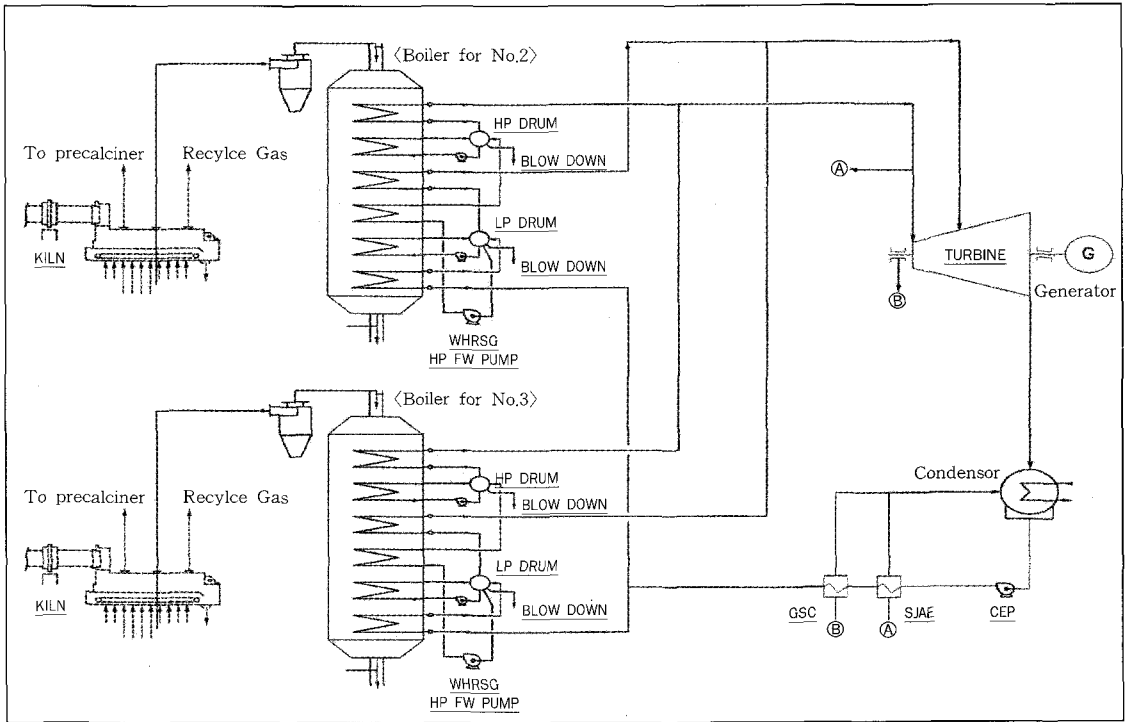 〈Boiler for No.2〉
HP DRUM
To precalciner
Recylce Gas
BLOW DOWN
A
LP DRUM
KILN
TURBINE
G
BLOW DOWN
B
Generator
WHRSG
HP FW PUMP
〈Boiler for No.3〉
Condensor
HP DRUM
To precalciner
Recylce Gas
BLOW DOWN
LP DRUM
KILN
BLOW DOWN
GSC
SJAE
CEP
B
A
WHRSG
HP FW PUMP